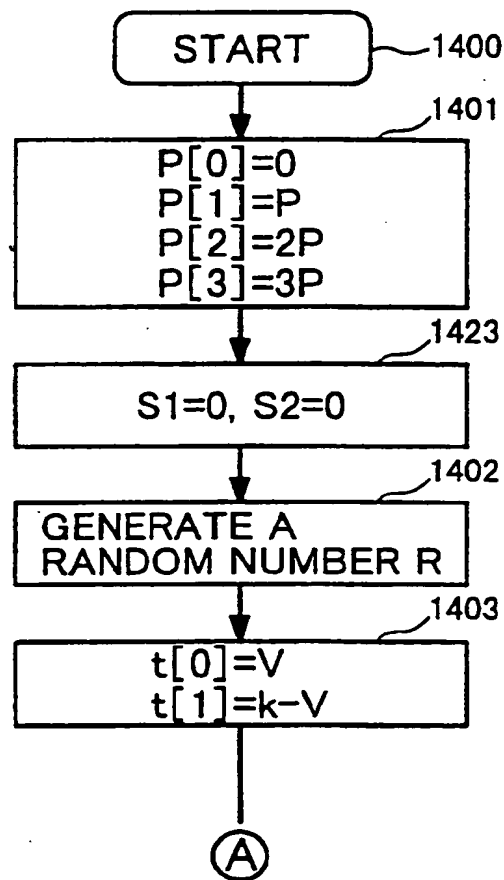 START
1400
1401
P[0]=0
P[1]=P
P[2]=2P
P[3]=3P
1423
S1=0, S2=0
1402
GENERATE A
RANDOM NUMBER R
1403
t[0]=V
t[1]=k-V
A